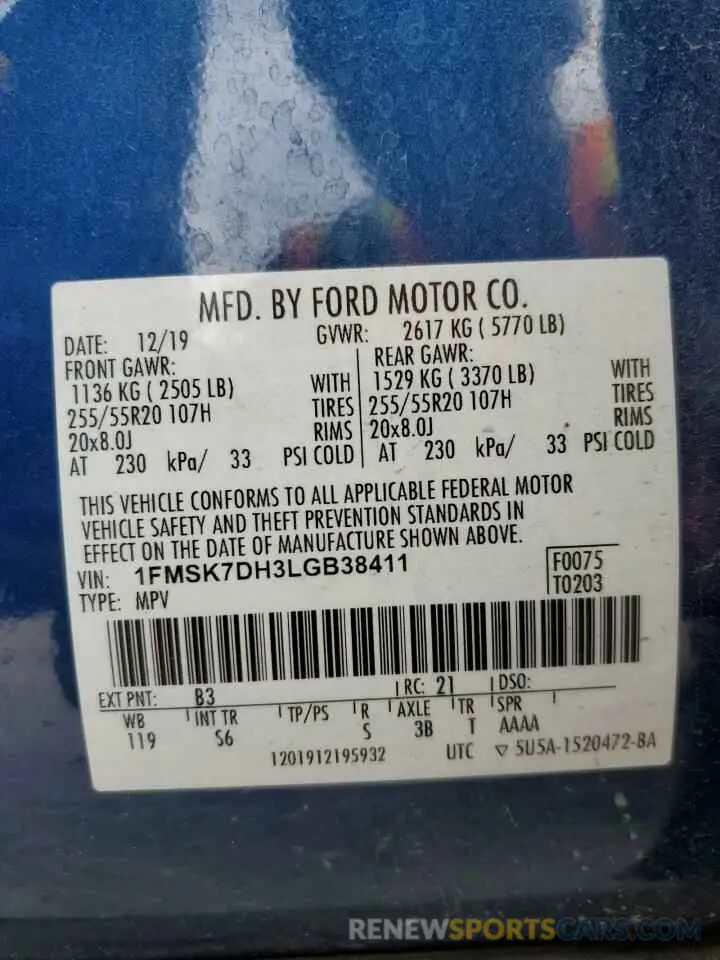 MFD. BY FORD MOTOR CO.
DATE: 12/19 GVWR: 2617 KG ( 5770 LB)
FRONT GAWR: REAR GAWR:
1136 KG ( 2505 LB) WITH 1529 KG ( 3370 LB) WITH
255/55R20 107H TIRES 255/55R20 107H TIRES
20x8.0J RIMS 20x8.0J RIMS
AT 230 kPa/ 33 PSI COLD AT 230 kPa/ 33 PSI COLD
THIS VEHICLE CONFORMS TO ALL APPLICABLE FEDERAL MOTOR
VEHICLE SAFETY AND THEFT PREVENTION STANDARDS IN
EFFECT ON THE DATE OF MANUFACTURE SHOWN ABOVE.
VIN: 1FMSK7DH3LGB38411 F0075
TYPE: MPV T0203
EXT PNT: B3 RC: 21 DSO:
WB INT TR TP/PS R AXLE TR SPR
119 S6 S 3B T AAAA
1201912195932 UTC ▽ 5U5A-1520472-BA
RENEWSPORTSCARS.COM